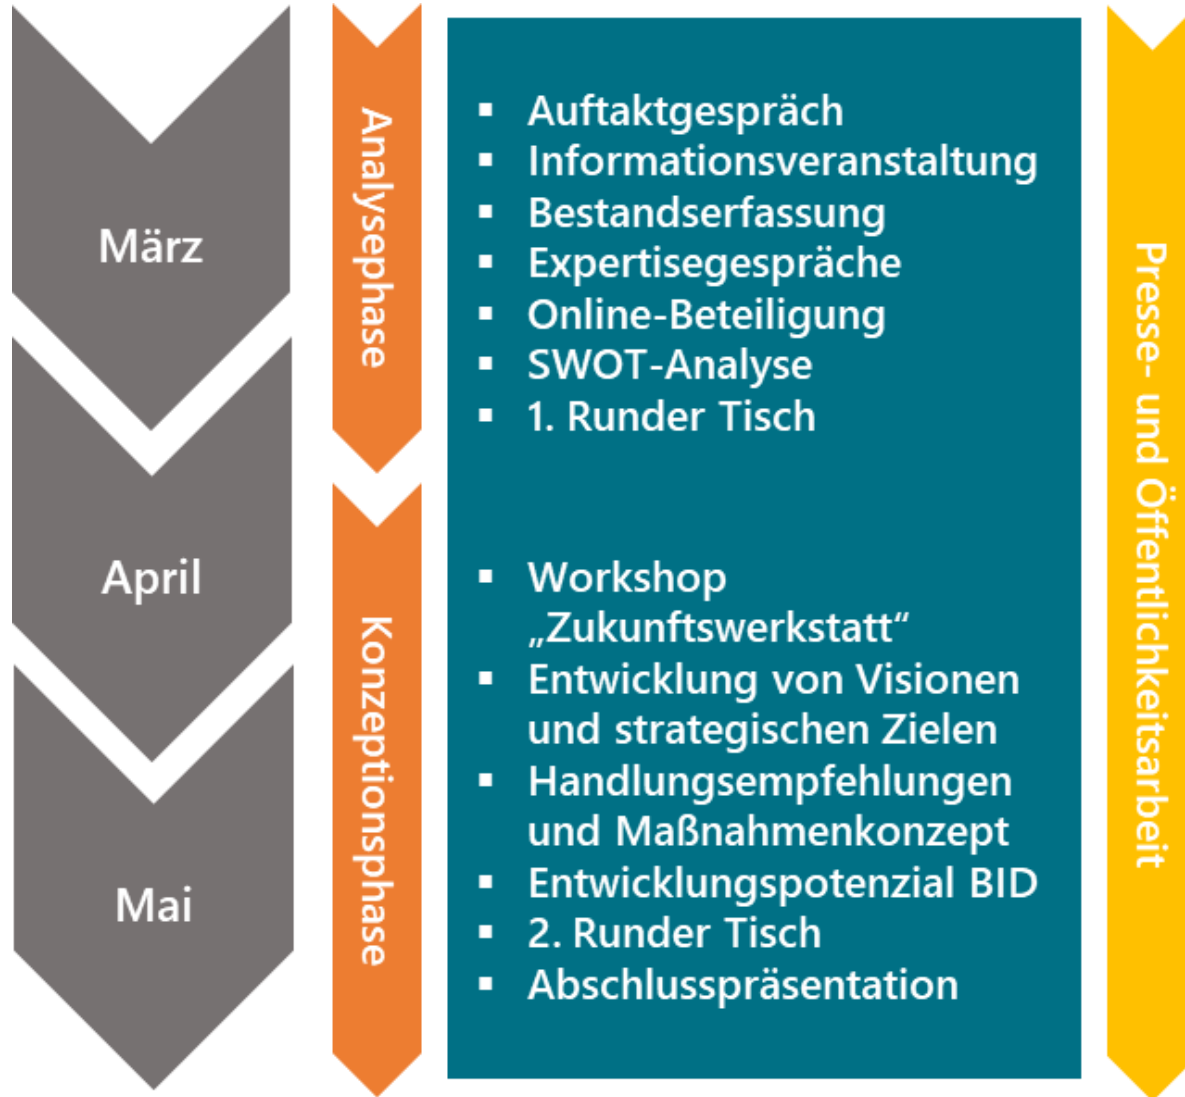 März
April
Mai
Analysephase
Konzeptionsphase
▪ Auftaktgespräch
▪ Informationsveranstaltung
▪ Bestandserfassung
▪ Expertisegespräche
▪ Online-Beteiligung
▪ SWOT-Analyse
▪ 1. Runder Tisch
▪ Workshop
„Zukunftswerkstatt“
▪ Entwicklung von Visionen
und strategischen Zielen
▪ Handlungsempfehlungen
und Maßnahmenkonzept
▪ Entwicklungspotenzial BID
▪ 2. Runder Tisch
▪ Abschlusspräsentation
Presse- und Öffentlichkeitsarbeit